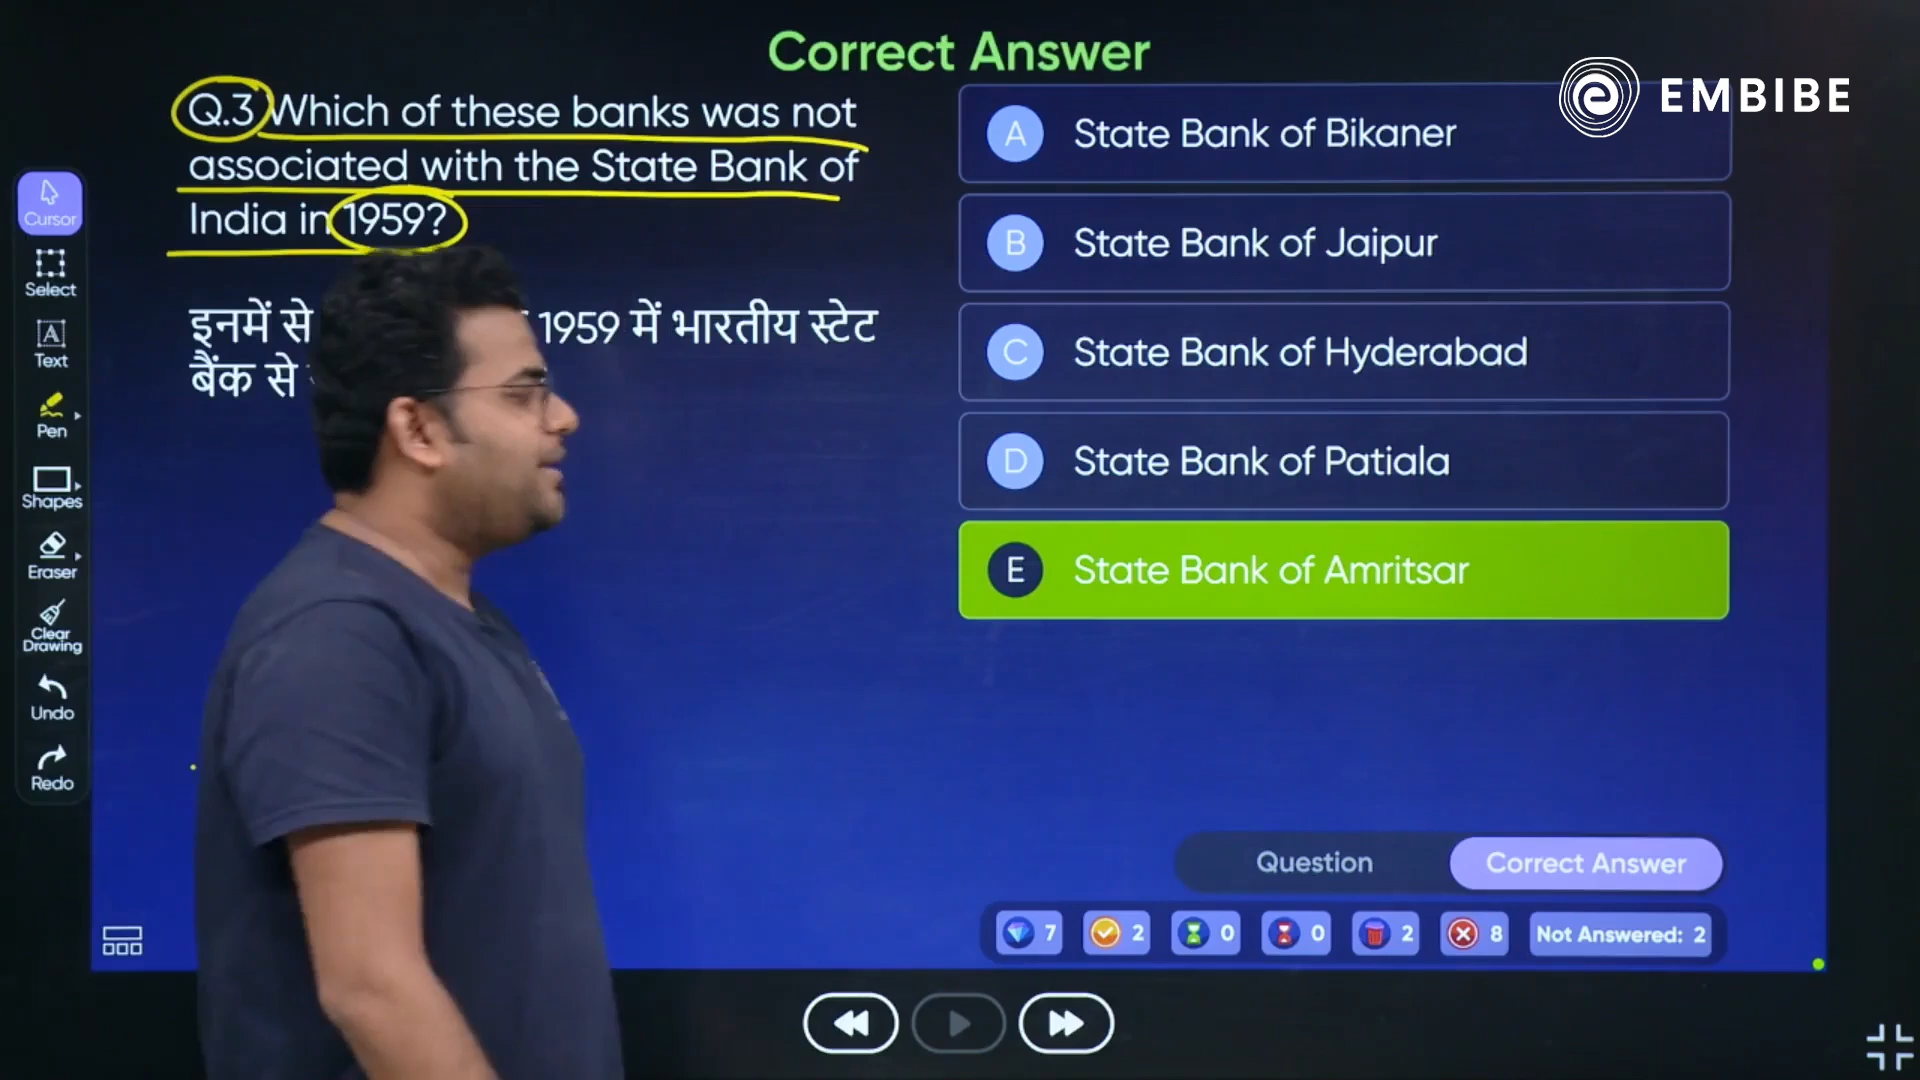 Correct Answer
EMBIBE
Q.3 Which of these banks was not
associated with the State Bank of
India in 1959?
इनमें से 1959 में भारतीय स्टेट
बैंक से
A State Bank of Bikaner
B State Bank of Jaipur
C State Bank of Hyderabad
D State Bank of Patiala
E State Bank of Amritsar
Cursor
Select
Text
Pen
Shapes
Eraser
Clear
Drawing
Undo
Redo
Question Correct Answer
7 2 0 0 2 8 Not Answered: 2